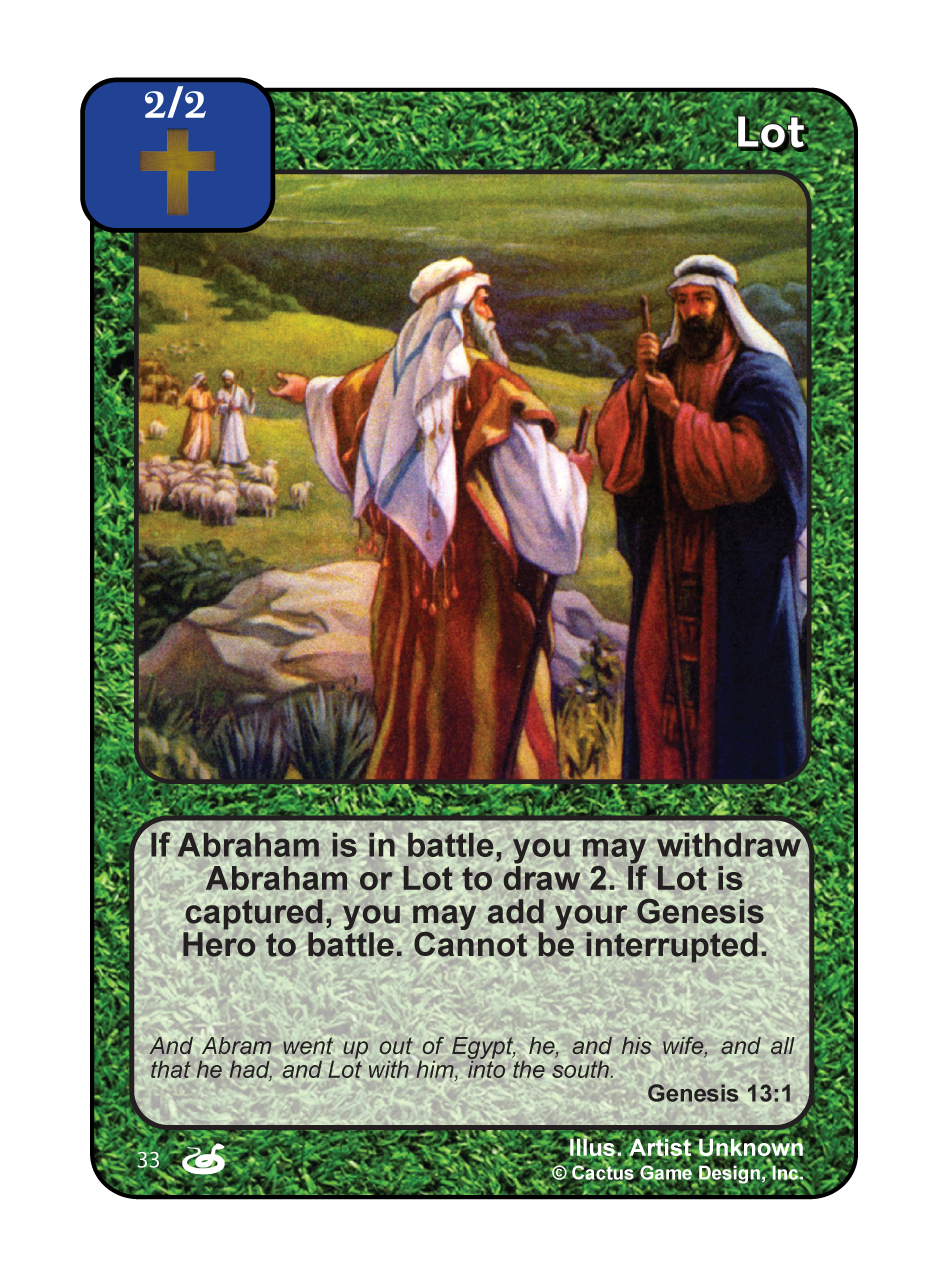 2/2
Lot
If Abraham is in battle, you may withdraw
Abraham or Lot to draw 2. If Lot is
captured, you may add your Genesis
Hero to battle. Cannot be interrupted.
And Abram went up out of Egypt, he, and his wife, and all
that he had, and Lot with him, into the south.
Genesis 13:1
33
Illus. Artist Unknown
© Cactus Game Design, Inc.